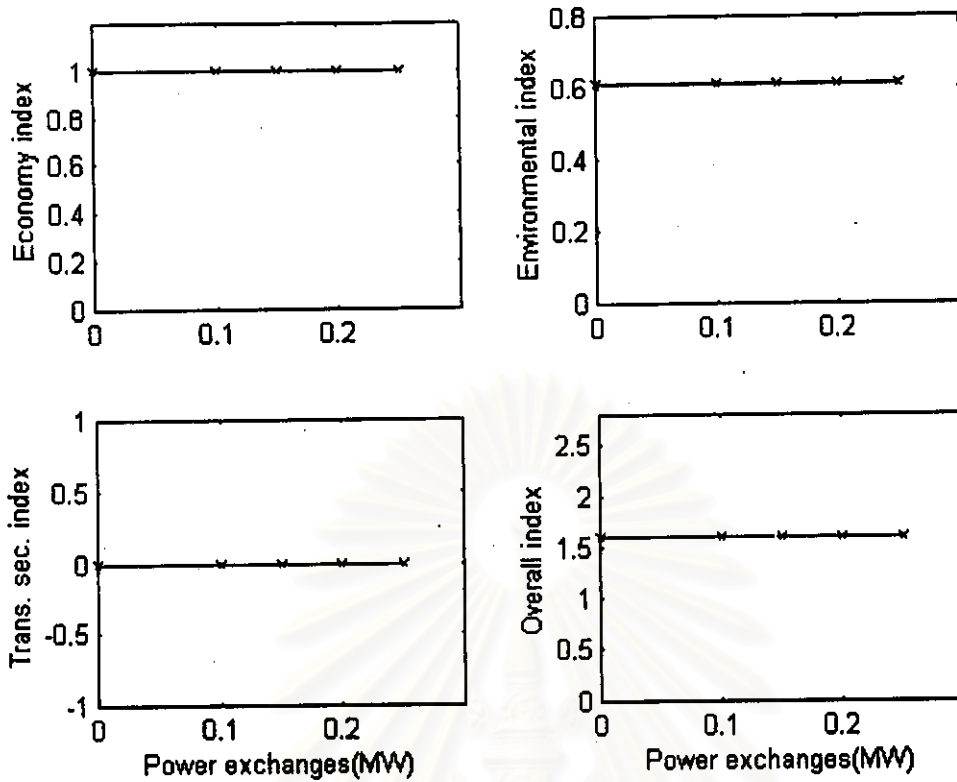 Economy index
1
0.8
0.6
0.4
0.2
0
0 0.1 0.2
Environmental index
0.8
0.6
0.4
0.2
0
0 0.1 0.2
Trans. sec. index
1
0.5
0
-0.5
-1
0 0.1 0.2
Power exchanges(MW)
Overall index
2.5
2
1.5
1
0.5
0
0 0.1 0.2
Power exchanges(MW)